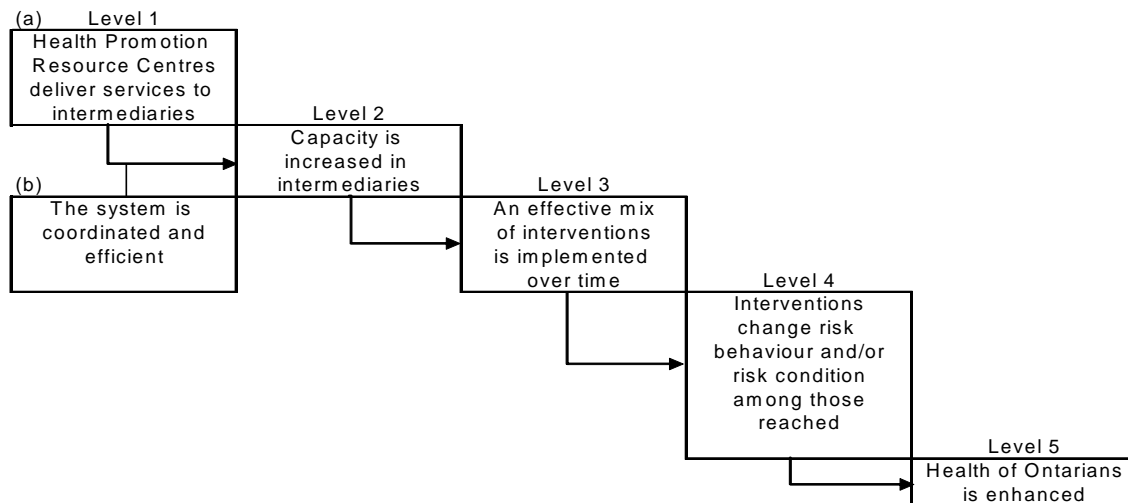 (a) Level 1
Health Promotion
Resource Centres
deliver services to
intermediaries
(b)
The system is
coordinated and
efficient
Level 2
Capacity is
increased in
intermediaries
Level 3
An effective mix
of interventions
is implemented
over time
Level 4
Interventions
change risk
behaviour and/or
risk condition
among those
reached
Level 5
Health of Ontarians
is enhanced